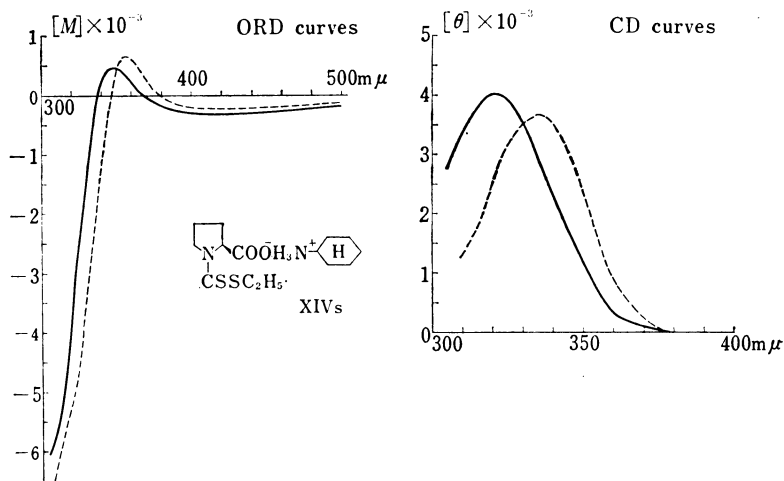 [M]×10⁻³ ORD curves
1
0
−1
−2
−3
−4
−5
−6
300 400 500mμ
N COO⁻H₃N⁺ H
CSSC₂H₅
XIVs
[θ]×10⁻³ CD curves
5
4
3
2
1
0
300 350 400mμ